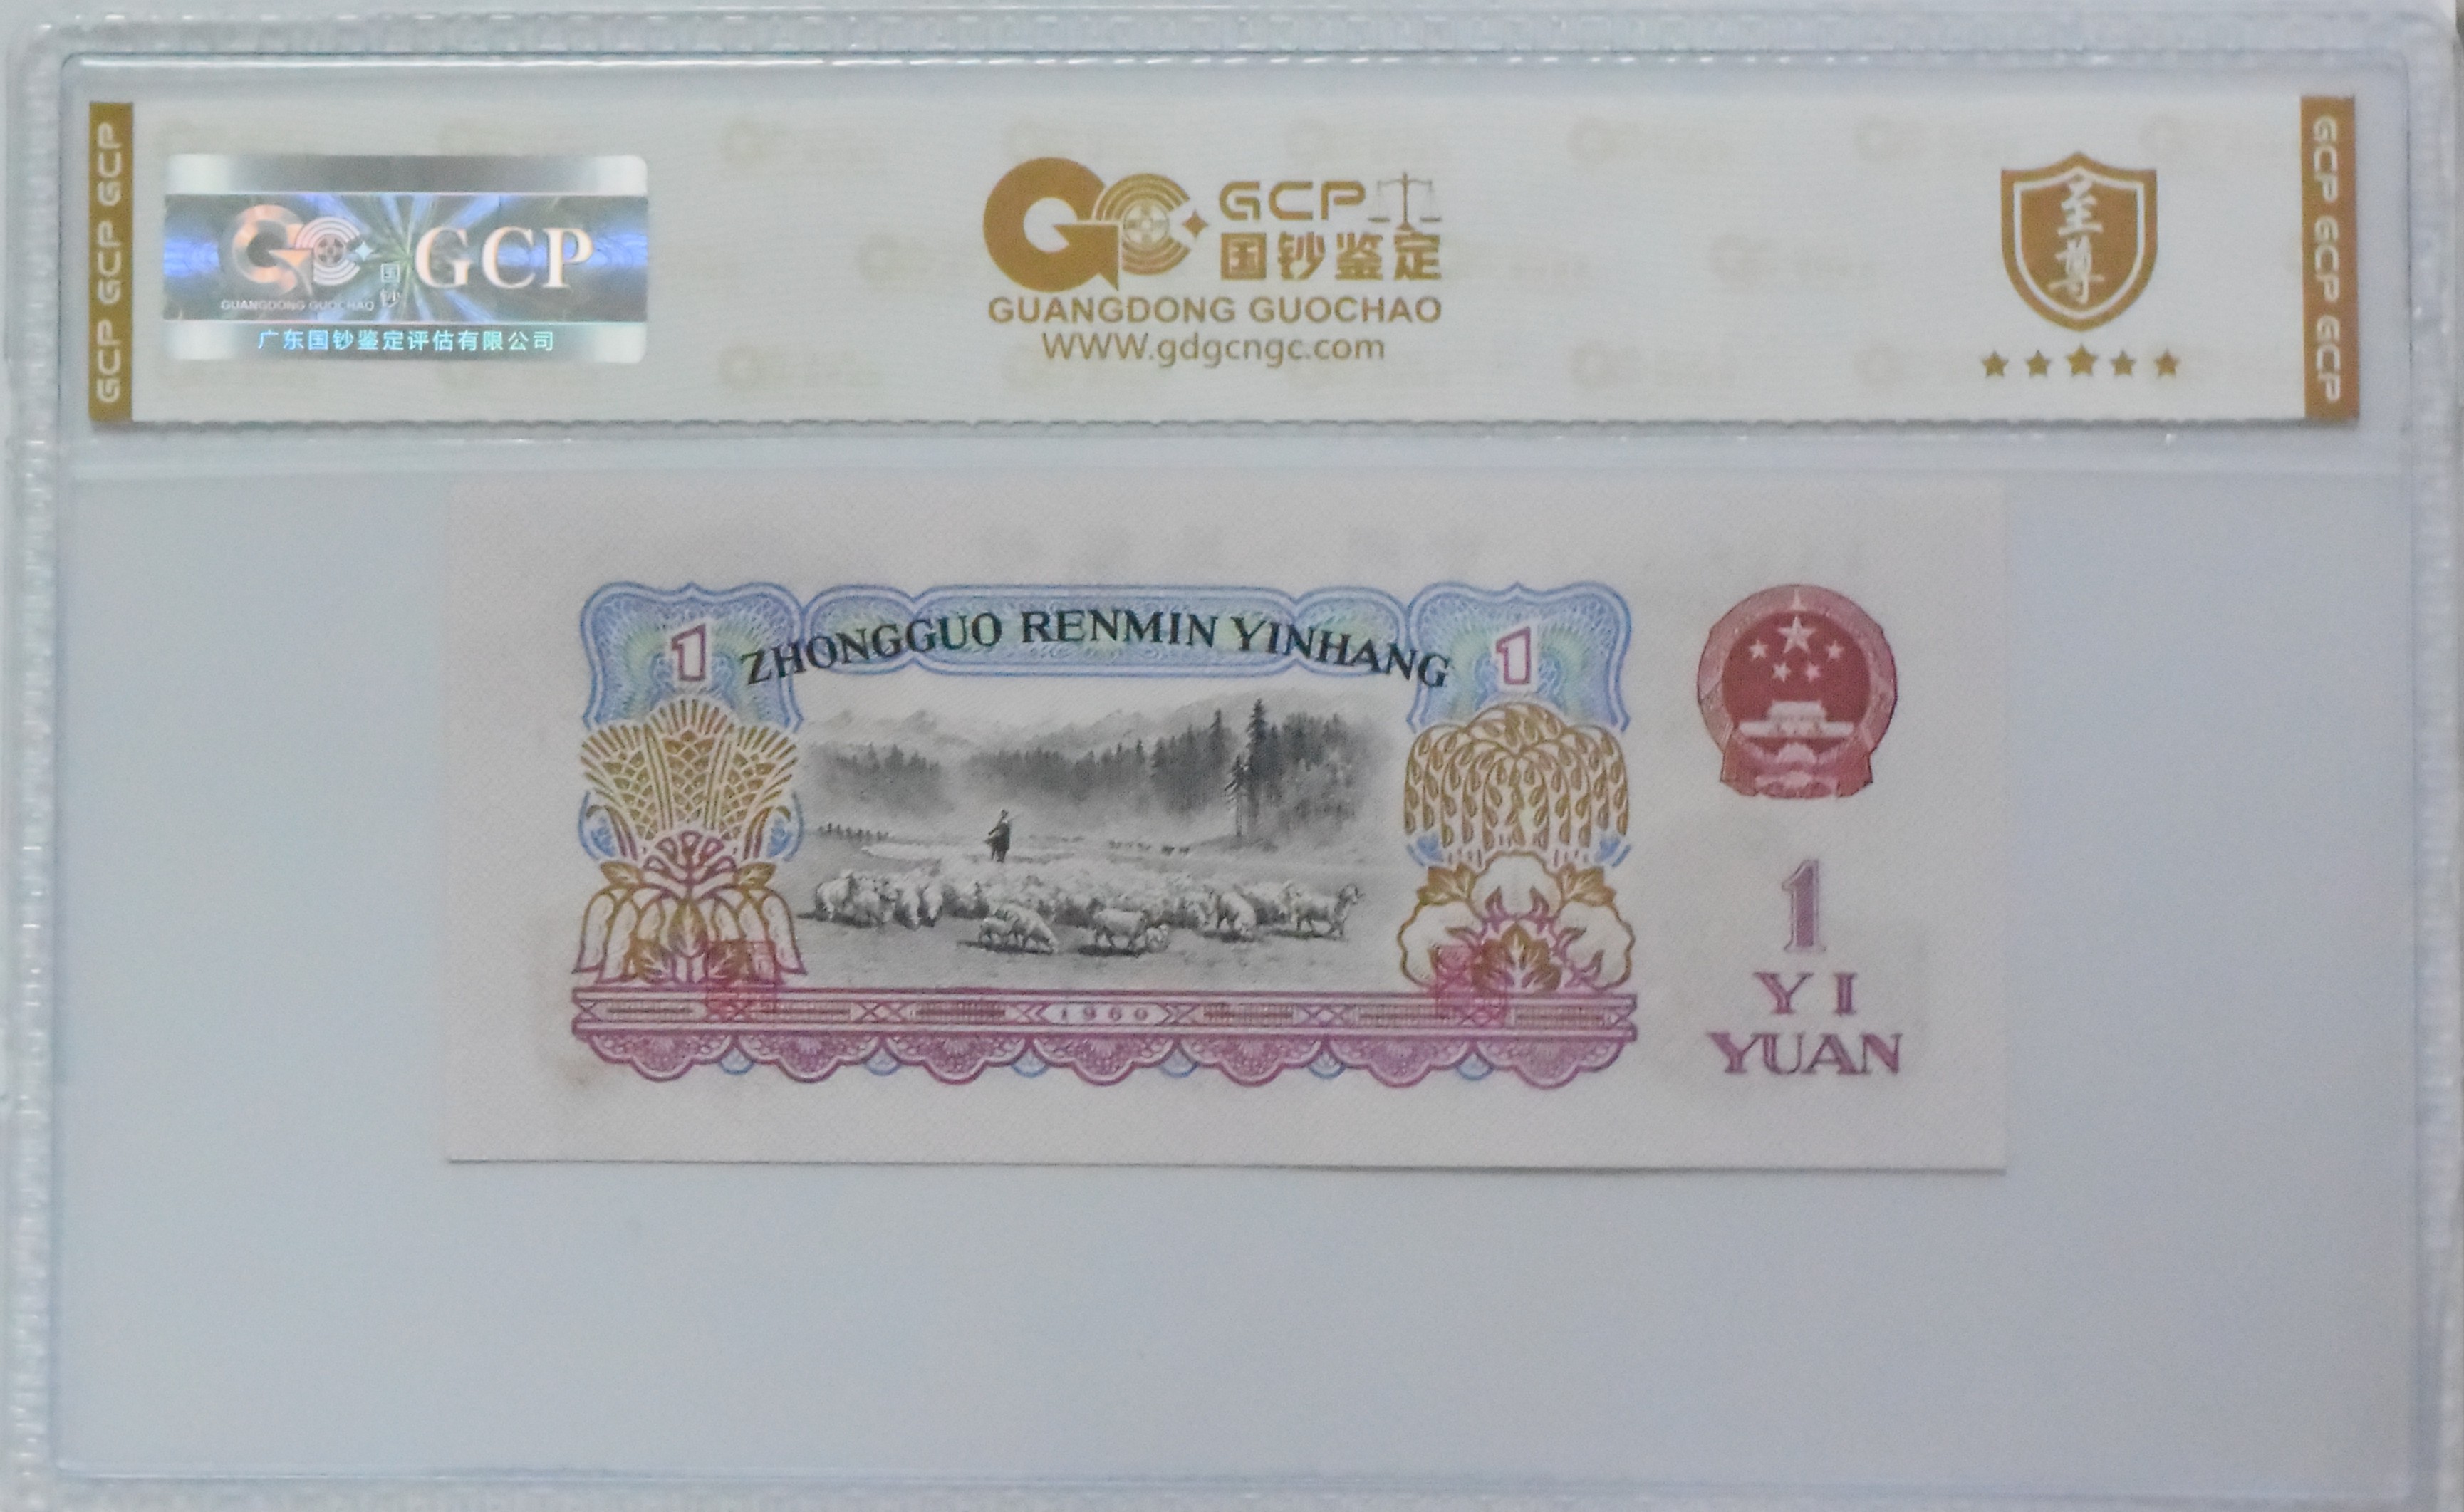 GCP GCP GCP
GCP
国钞
GUANGDONG GUOCHAO
广东国钞鉴定评估有限公司
GCP
国钞鉴定
GUANGDONG GUOCHAO
WWW.gdgcngc.com
至尊
GCP GCP GCP
ZHONGGUO RENMIN YINHANG
1
1
1960
1
YI
YUAN